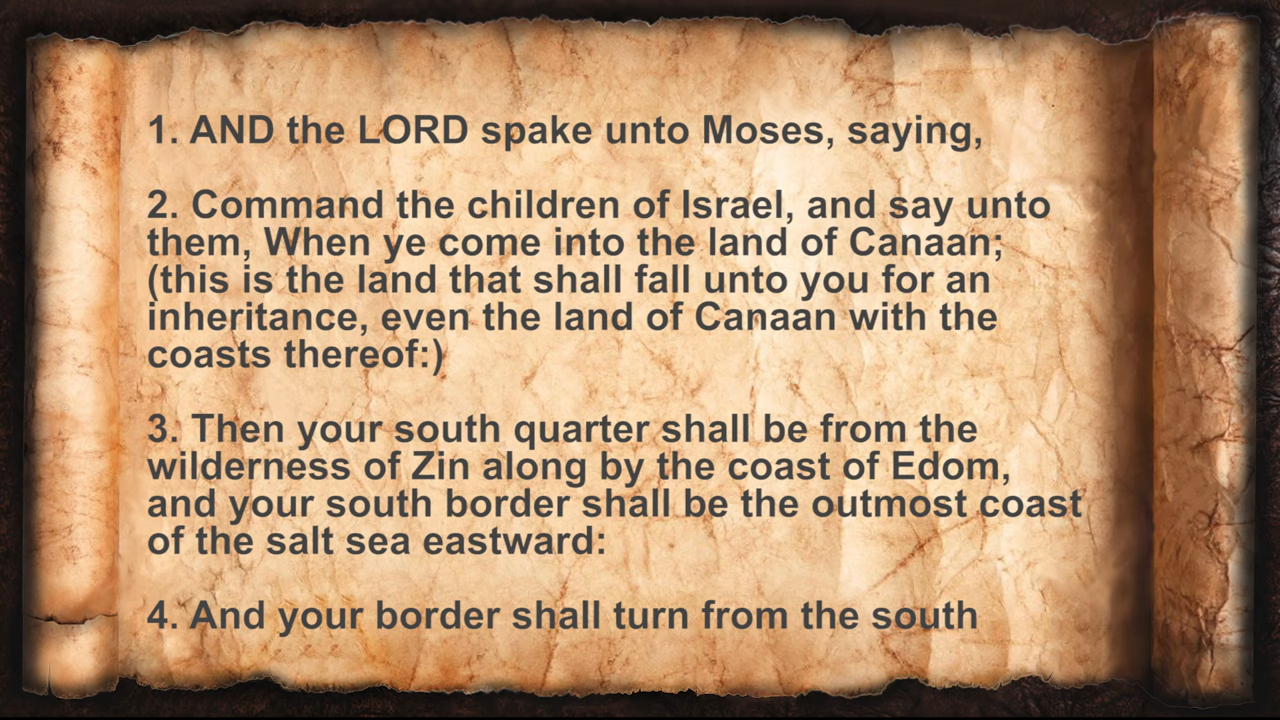 1. AND the LORD spake unto Moses, saying,
2. Command the children of Israel, and say unto
them, When ye come into the land of Canaan;
(this is the land that shall fall unto you for an
inheritance, even the land of Canaan with the
coasts thereof:)
3. Then your south quarter shall be from the
wilderness of Zin along by the coast of Edom,
and your south border shall be the outmost coast
of the salt sea eastward:
4. And your border shall turn from the south